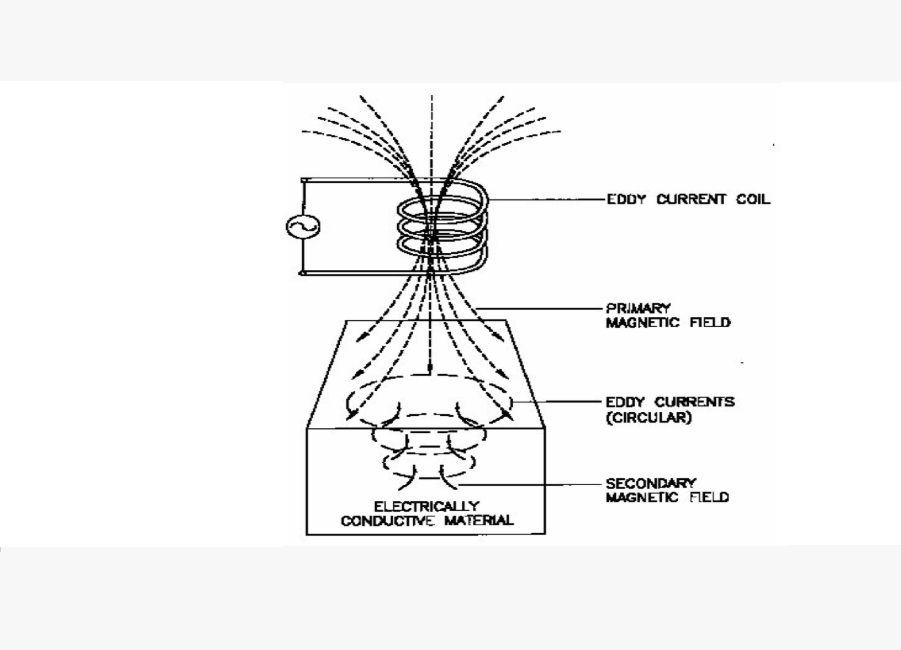 EDDY CURRENT COIL
PRIMARY
MAGNETIC FIELD
EDDY CURRENTS
(CIRCULAR)
SECONDARY
MAGNETIC FIELD
ELECTRICALLY
CONDUCTIVE MATERIAL